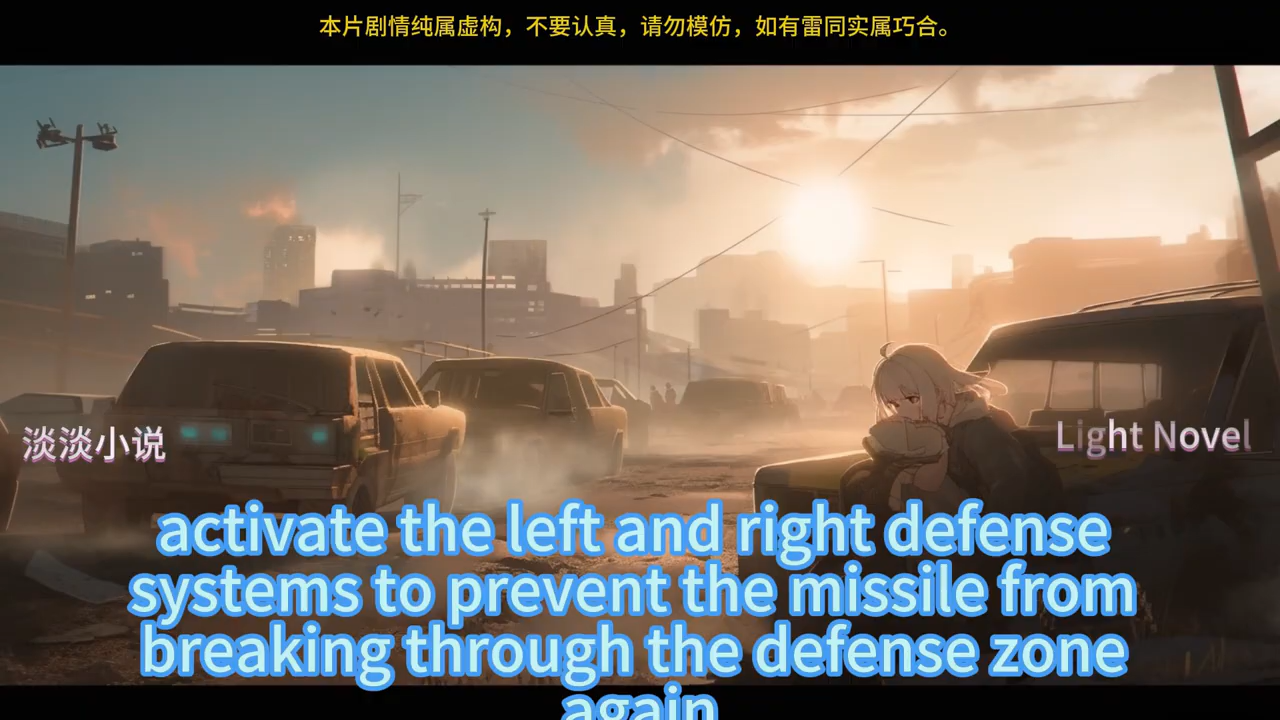 本片剧情纯属虚构，不要认真，请勿模仿，如有雷同实属巧合。
淡淡小说
Light Novel
activate the left and right defense
systems to prevent the missile from
breaking through the defense zone
again